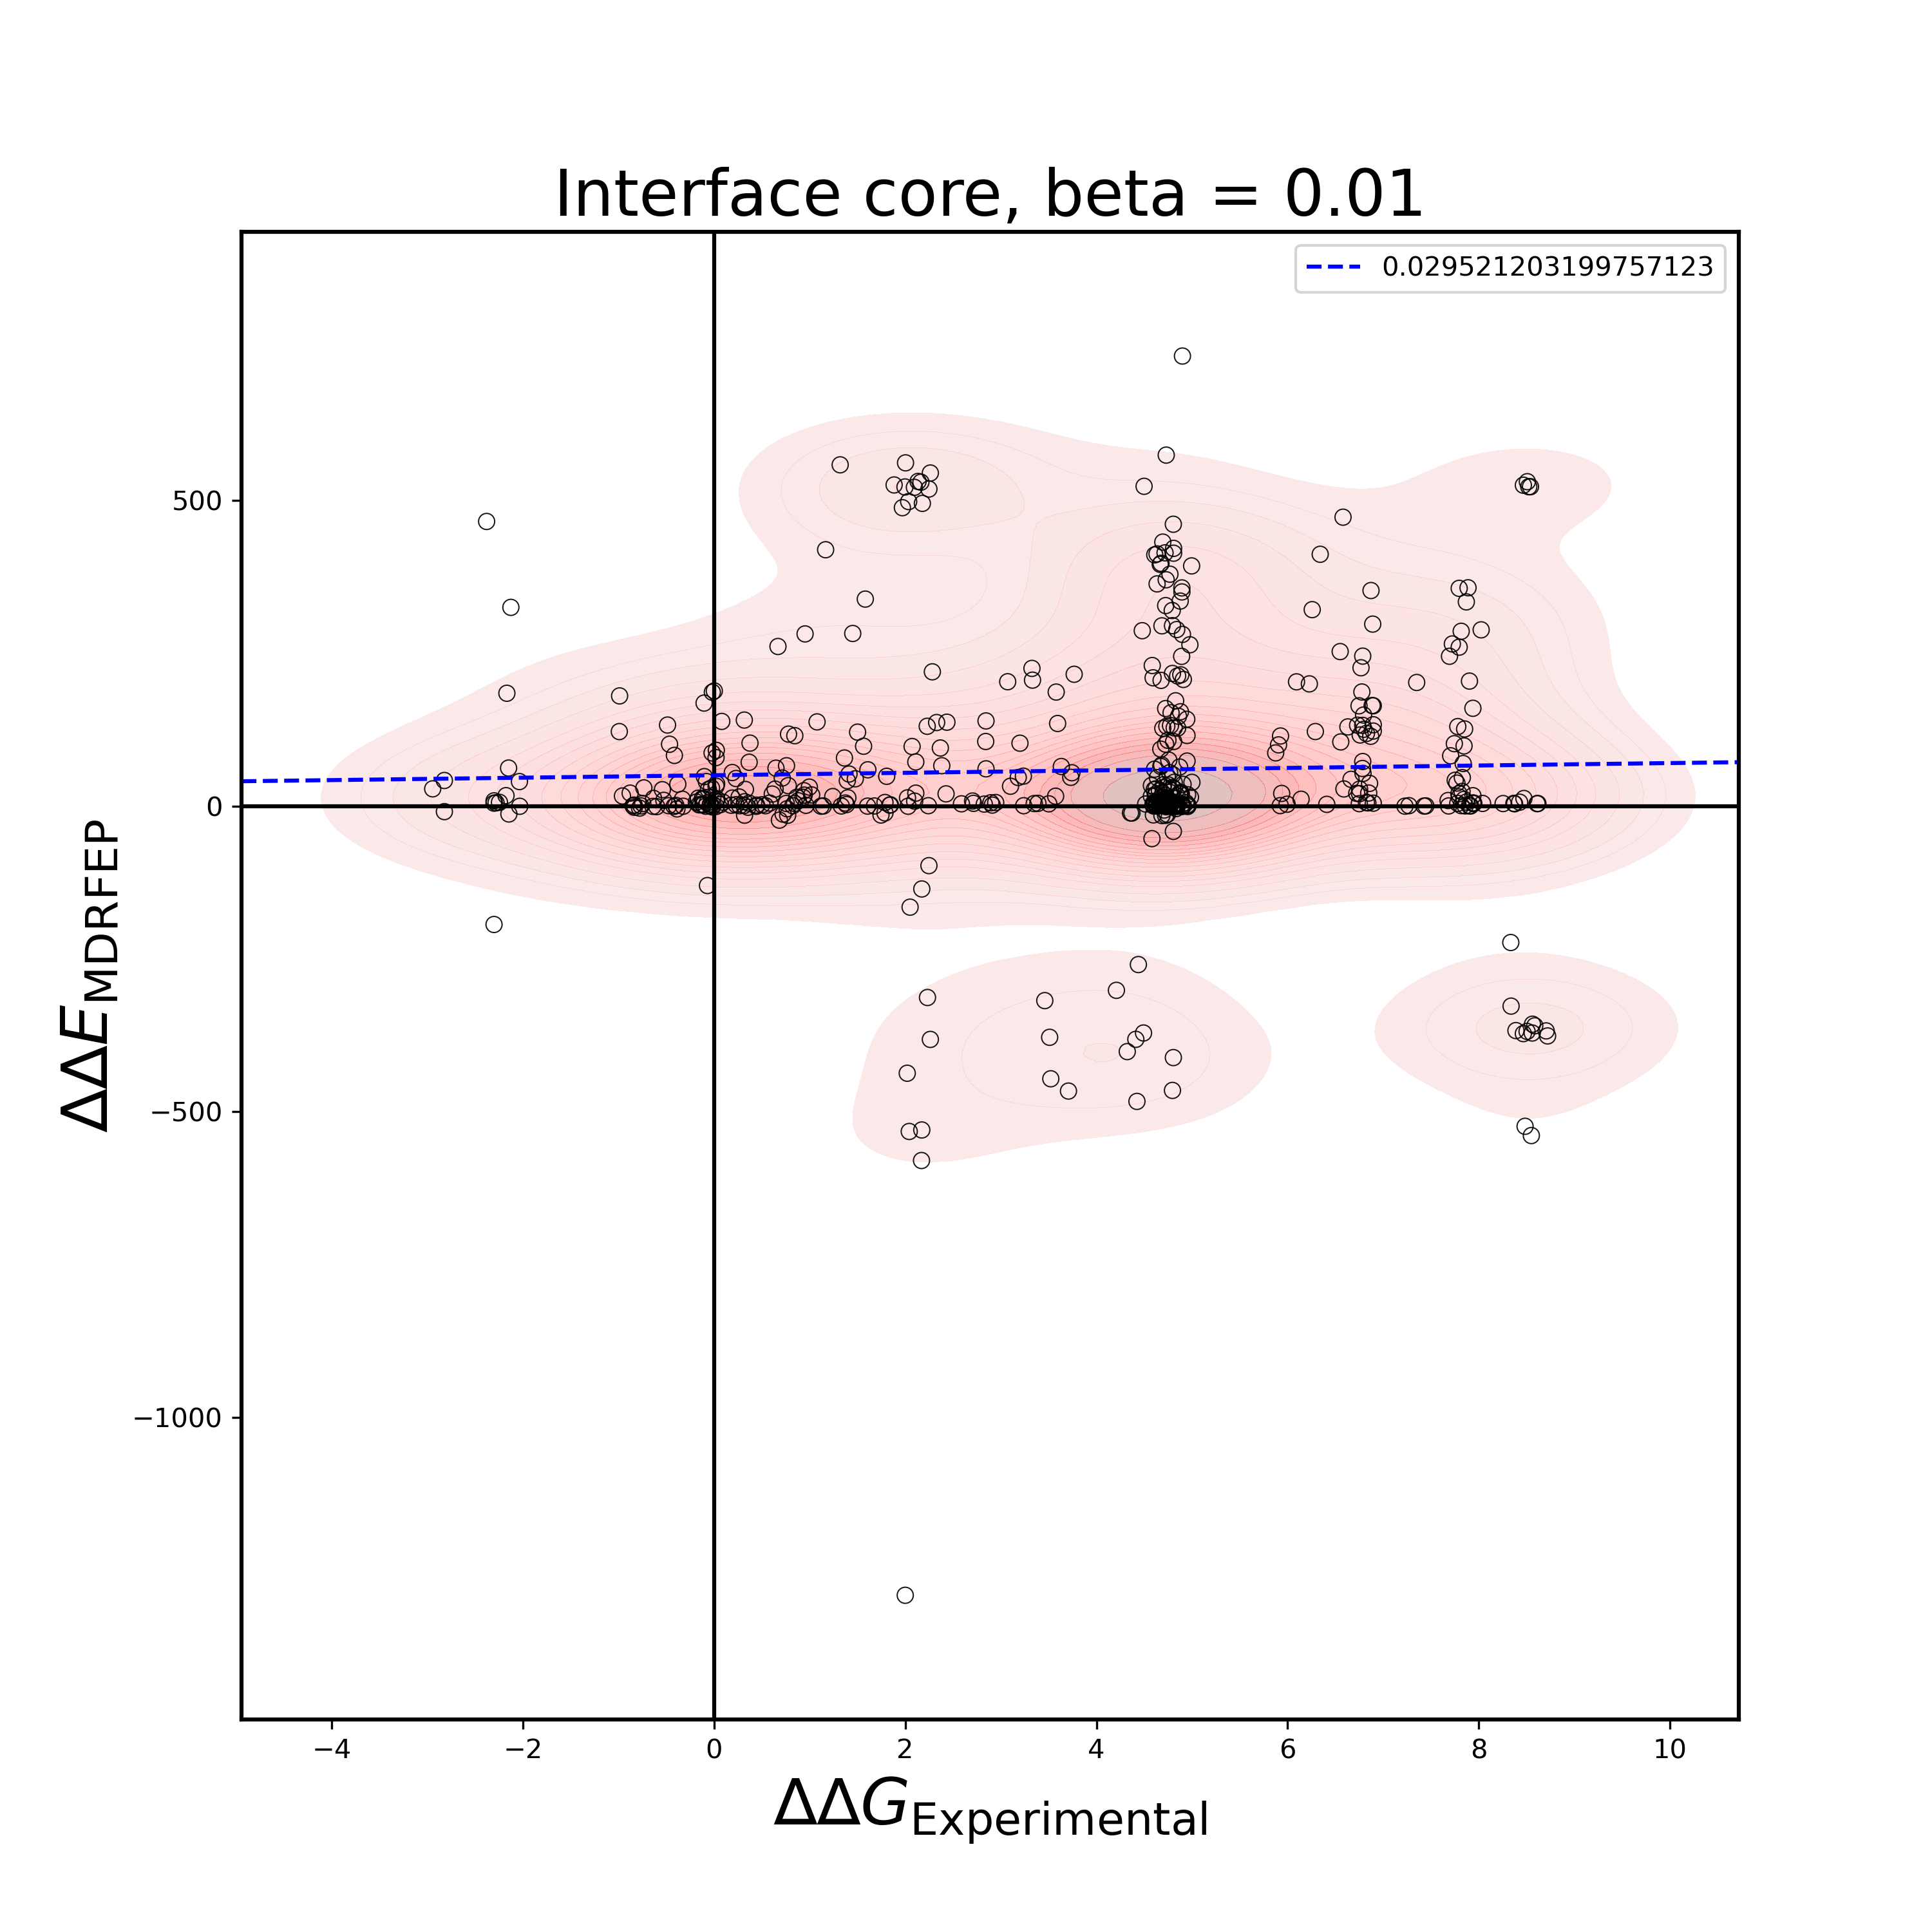 Interface core, beta = 0.01
0.029521203199757123
500
0
−500
−1000
ΔΔE_MDRFEP
−4 −2 0 2 4 6 8 10
ΔΔG_Experimental